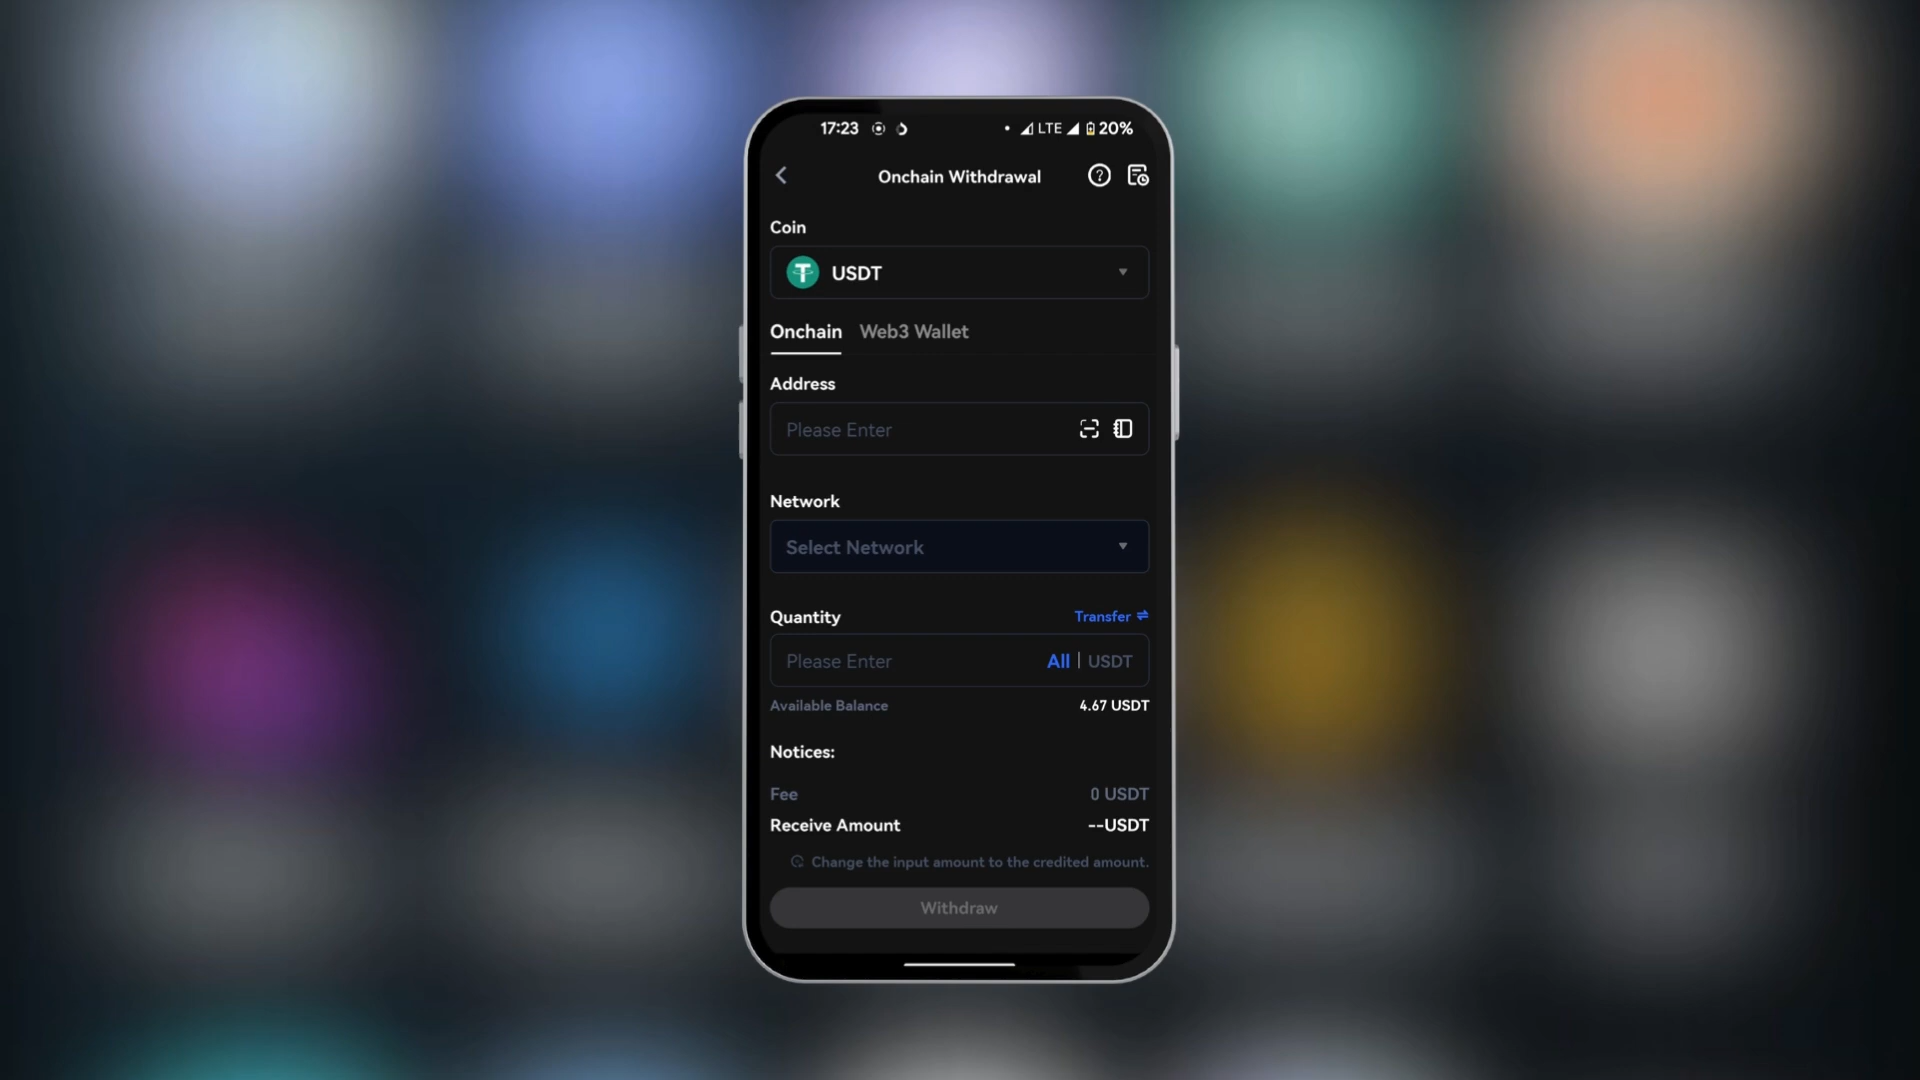 17:23 LTE 20%
Onchain Withdrawal
Coin
USDT
Onchain Web3 Wallet
Address
Please Enter
Network
Select Network
Quantity Transfer
Please Enter All | USDT
Available Balance 4.67 USDT
Notices:
Fee 0 USDT
Receive Amount --USDT
Change the input amount to the credited amount.
Withdraw